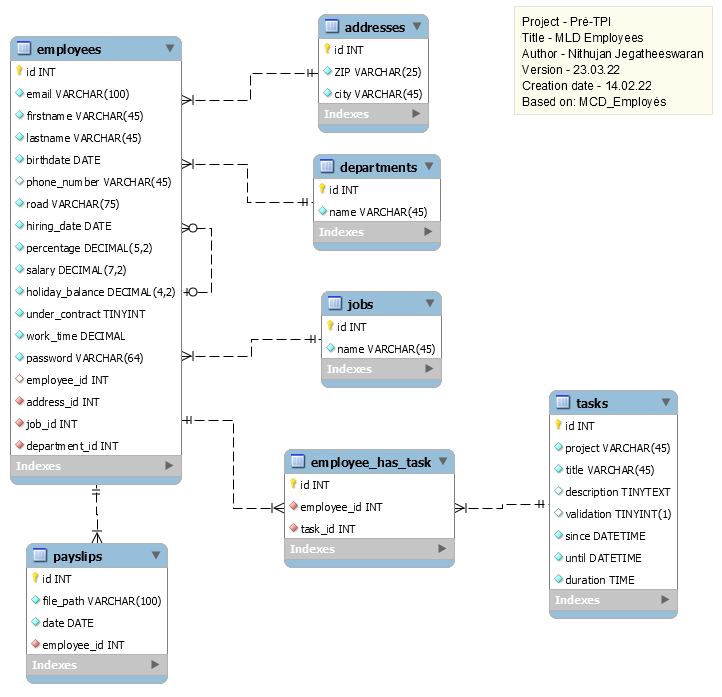 Project - Pré-TPI
Title - MLD Employees
Author - Nithujan Jegatheeswaran
Version - 23.03.22
Creation date - 14.02.22
Based on: MCD_Employés
employees
id INT
email VARCHAR(100)
firstname VARCHAR(45)
lastname VARCHAR(45)
birthdate DATE
phone_number VARCHAR(45)
road VARCHAR(75)
hiring_date DATE
percentage DECIMAL(5,2)
salary DECIMAL(7,2)
holiday_balance DECIMAL(4,2)
under_contract TINYINT
work_time DECIMAL
password VARCHAR(64)
employee_id INT
address_id INT
job_id INT
department_id INT
Indexes
addresses
id INT
ZIP VARCHAR(25)
city VARCHAR(45)
Indexes
departments
id INT
name VARCHAR(45)
Indexes
jobs
id INT
name VARCHAR(45)
Indexes
tasks
id INT
project VARCHAR(45)
title VARCHAR(45)
description TINYTEXT
validation TINYINT(1)
since DATETIME
until DATETIME
duration TIME
Indexes
employee_has_task
id INT
employee_id INT
task_id INT
Indexes
payslips
id INT
file_path VARCHAR(100)
date DATE
employee_id INT
Indexes